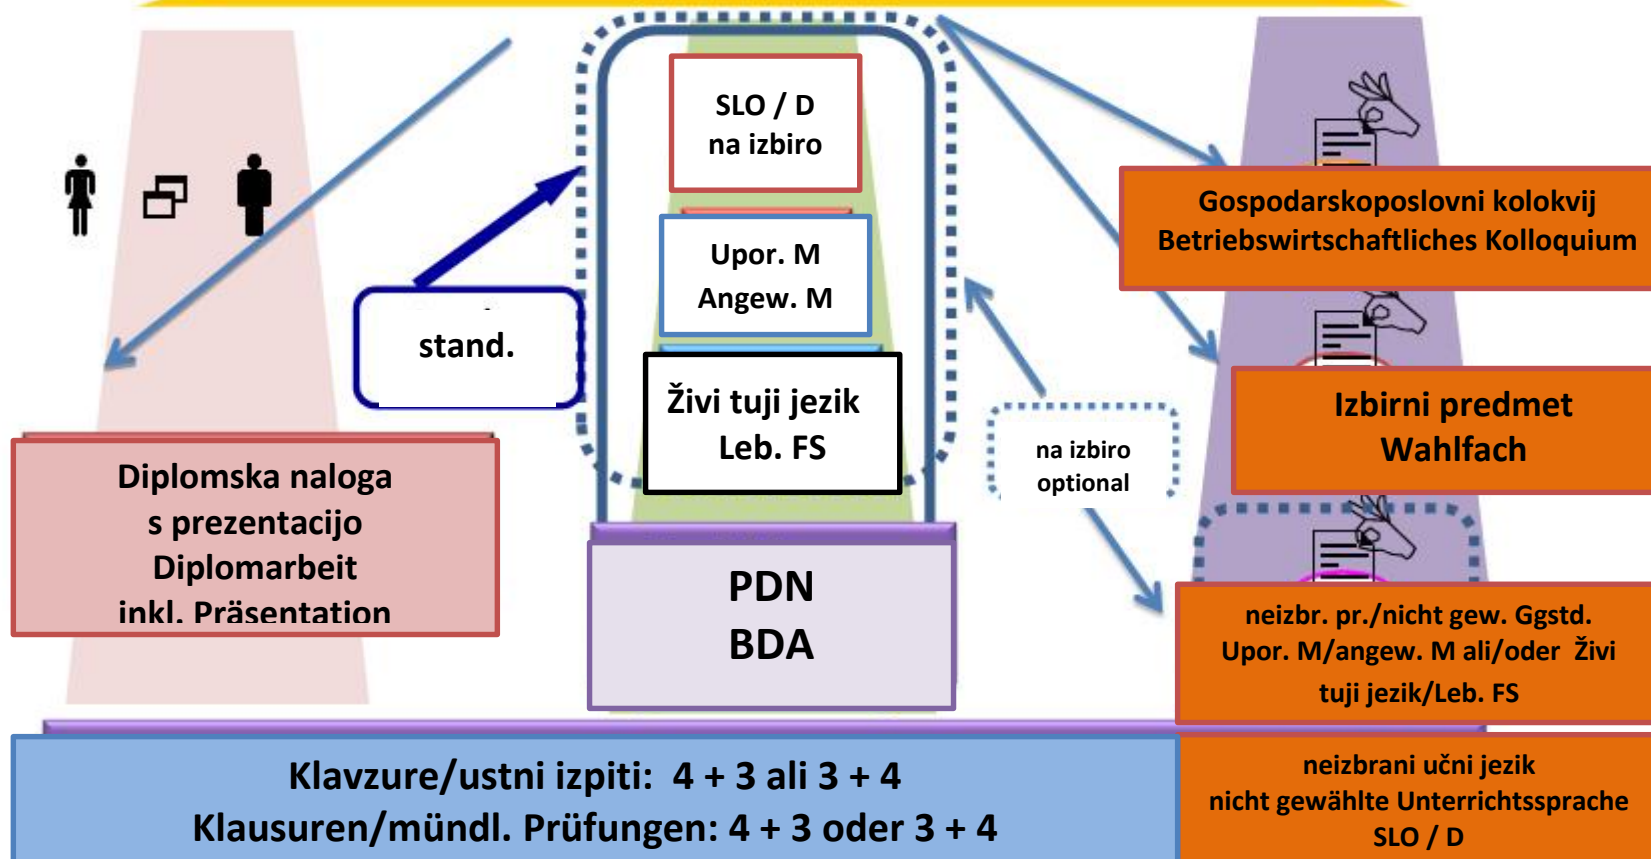 SLO / D
na izbiro
Upor. M
Angew. M
stand.
Živi tuji jezik
Leb. FS
PDN
BDA
Diplomska naloga
s prezentacijo
Diplomarbeit
inkl. Präsentation
na izbiro
optional
Gospodarskoposlovni kolokvij
Betriebswirtschaftliches Kolloquium
Izbirni predmet
Wahlfach
neizbr. pr./nicht gew. Ggstd.
Upor. M/angew. M ali/oder Živi
tuji jezik/Leb. FS
Klavzure/ustni izpiti: 4 + 3 ali 3 + 4
Klausuren/mündl. Prüfungen: 4 + 3 oder 3 + 4
neizbrani učni jezik
nicht gewählte Unterrichtssprache
SLO / D